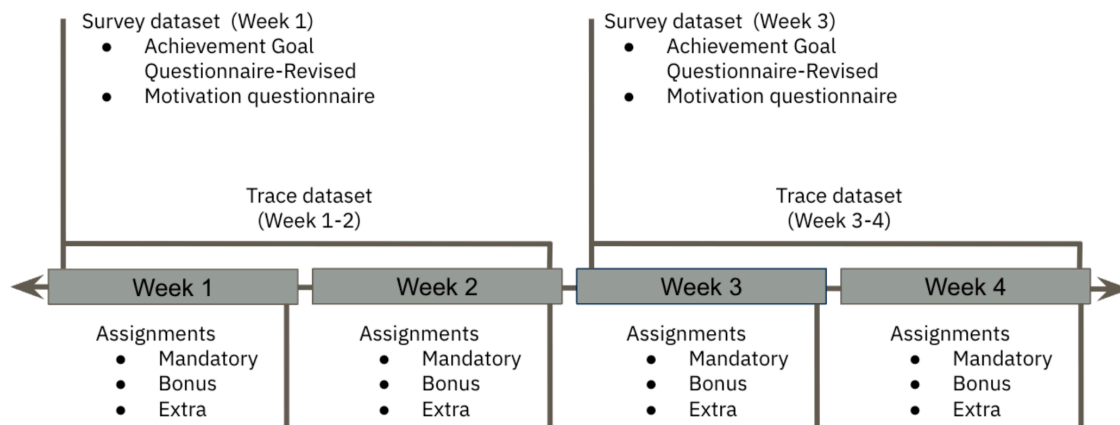 Survey dataset (Week 1)
● Achievement Goal
Questionnaire-Revised
● Motivation questionnaire
Survey dataset (Week 3)
● Achievement Goal
Questionnaire-Revised
● Motivation questionnaire
Trace dataset
(Week 1-2)
Trace dataset
(Week 3-4)
Week 1
Week 2
Week 3
Week 4
Assignments
● Mandatory
● Bonus
● Extra
Assignments
● Mandatory
● Bonus
● Extra
Assignments
● Mandatory
● Bonus
● Extra
Assignments
● Mandatory
● Bonus
● Extra